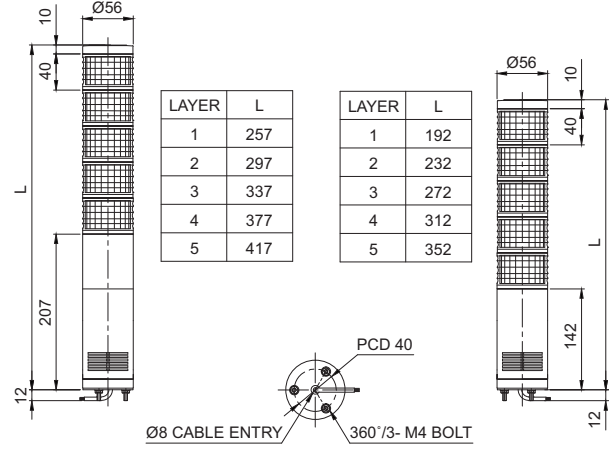 Ø56
10
40
L
207
12
LAYER L
1 257
2 297
3 337
4 377
5 417
LAYER L
1 192
2 232
3 272
4 312
5 352
Ø56
10
40
L
142
12
PCD 40
Ø8 CABLE ENTRY
360°/3- M4 BOLT